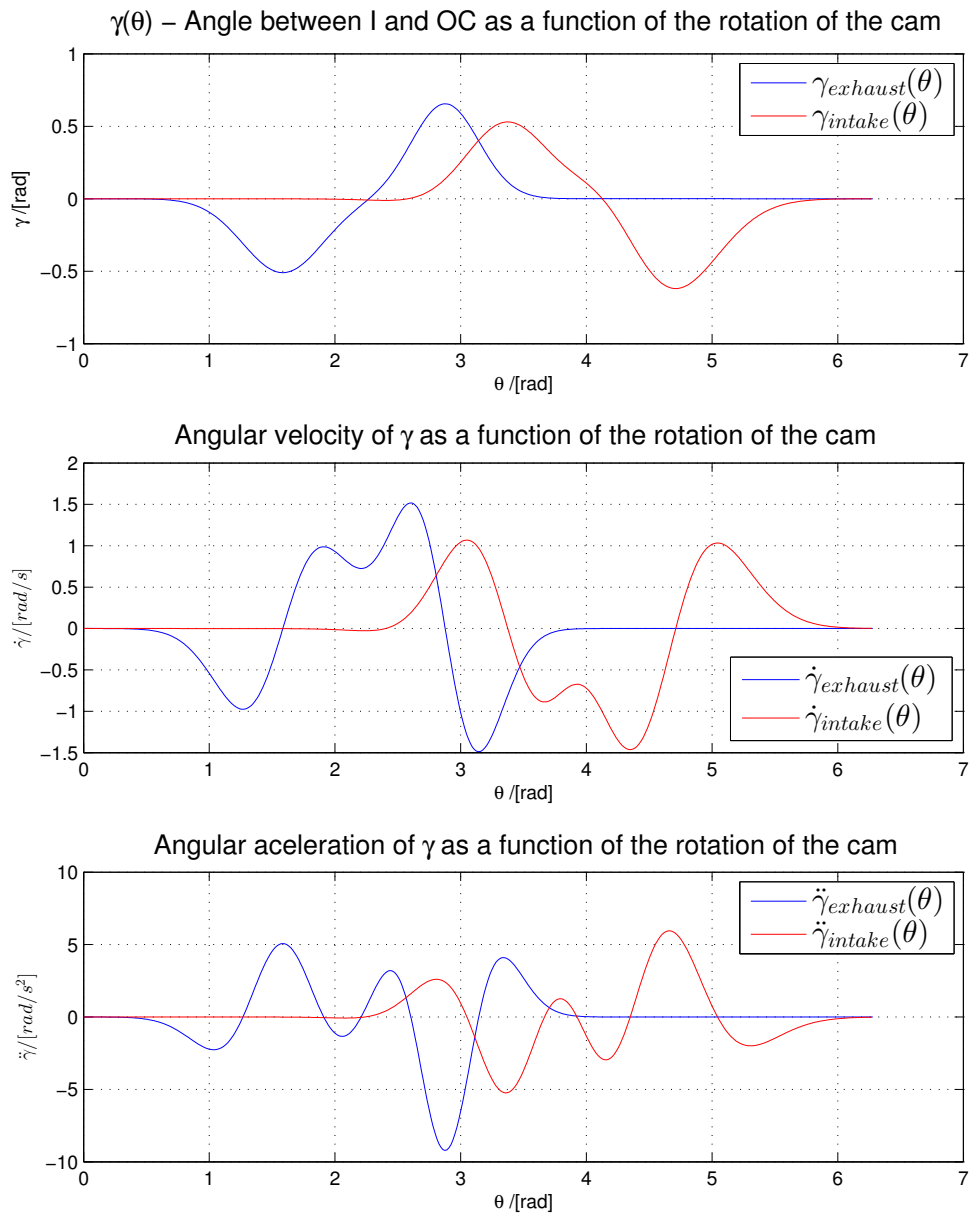 γ(θ) – Angle between I and OC as a function of the rotation of the cam
1
0.5
0
−0.5
−1
γ /[rad]
γexhaust(θ)
γintake(θ)
0 1 2 3 4 5 6 7
θ /[rad]
Angular velocity of γ as a function of the rotation of the cam
2
1.5
1
0.5
0
−0.5
−1
−1.5
γ̇/[rad/s]
γ̇exhaust(θ)
γ̇intake(θ)
0 1 2 3 4 5 6 7
θ /[rad]
Angular aceleration of γ as a function of the rotation of the cam
10
5
0
−5
−10
γ̈/[rad/s²]
γ̈exhaust(θ)
γ̈intake(θ)
0 1 2 3 4 5 6 7
θ /[rad]